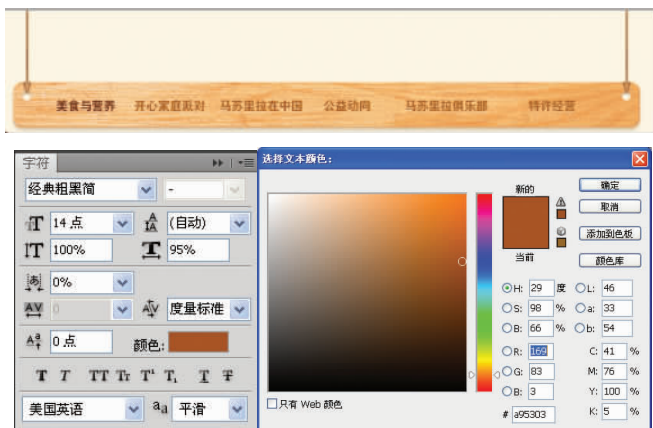 美食与营养 开心家庭派对 马苏里拉在中国 公益动向 马苏里拉俱乐部 特许经营
字符
经典粗黑简 -
T 14 点 A (自动)
IT 100% T 95%
あ 0%
AV 0 AV 度量标准
Aa 0 点 颜色:
T T TT Tr T¹ T₁ T T
美国英语 aa 平滑
选择文本颜色:
新的
当前
确定
取消
添加到色板
颜色库
H: 29 度 L: 46
S: 98 % a: 33
B: 66 % b: 54
R: 169 C: 41 %
G: 83 M: 76 %
B: 3 Y: 100 %
# a95303 K: 5 %
只有 Web 颜色